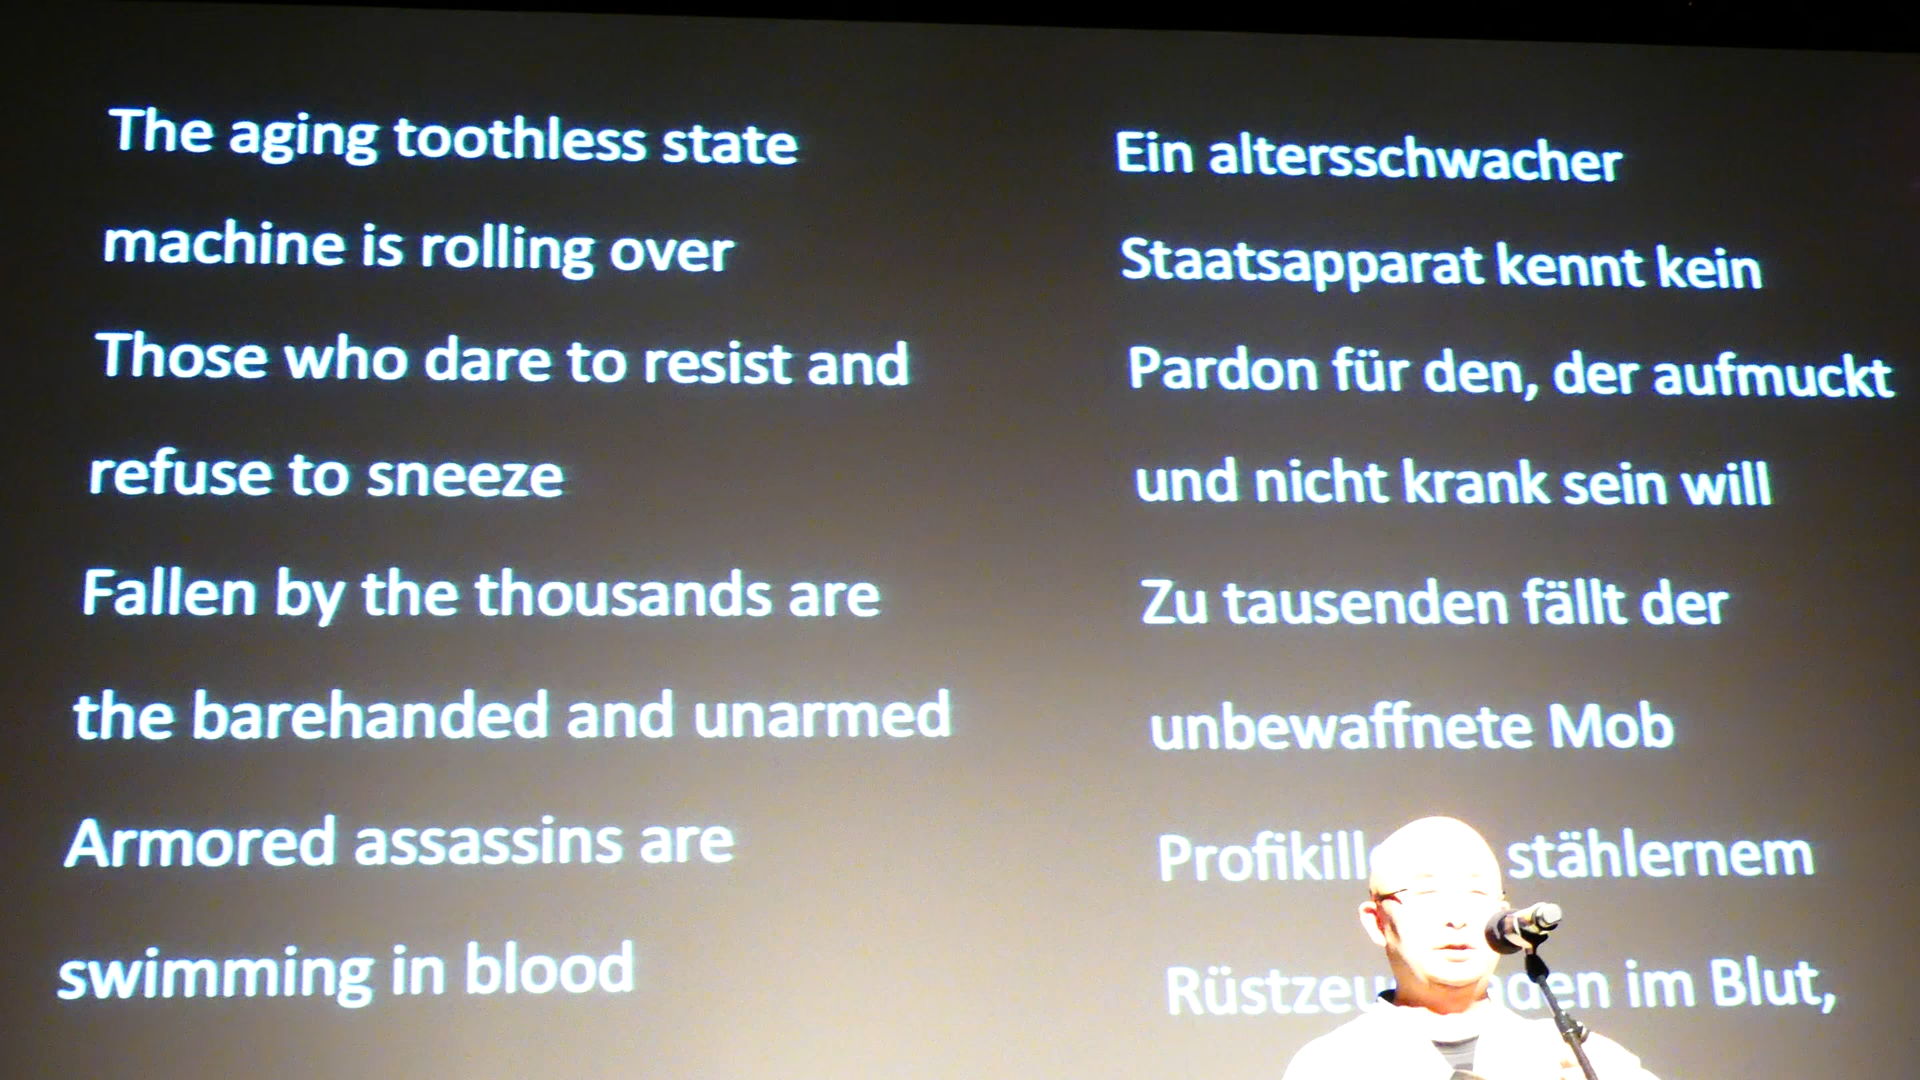 The aging toothless state
machine is rolling over
Those who dare to resist and
refuse to sneeze
Fallen by the thousands are
the barehanded and unarmed
Armored assassins are
swimming in blood
Ein altersschwacher
Staatsapparat kennt kein
Pardon für den, der aufmuckt
und nicht krank sein will
Zu tausenden fällt der
unbewaffnete Mob
stählernem
im Blut,